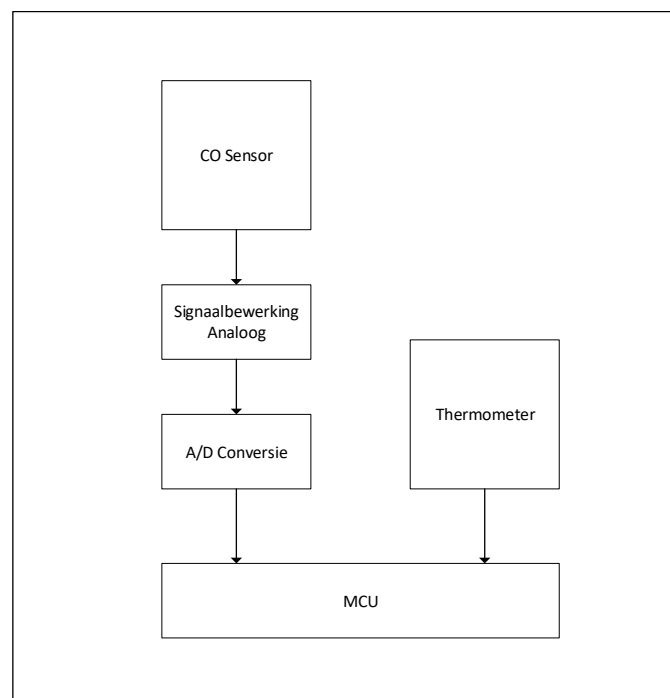 CO Sensor
Signaalbewerking
Analoog
A/D Conversie
Thermometer
MCU